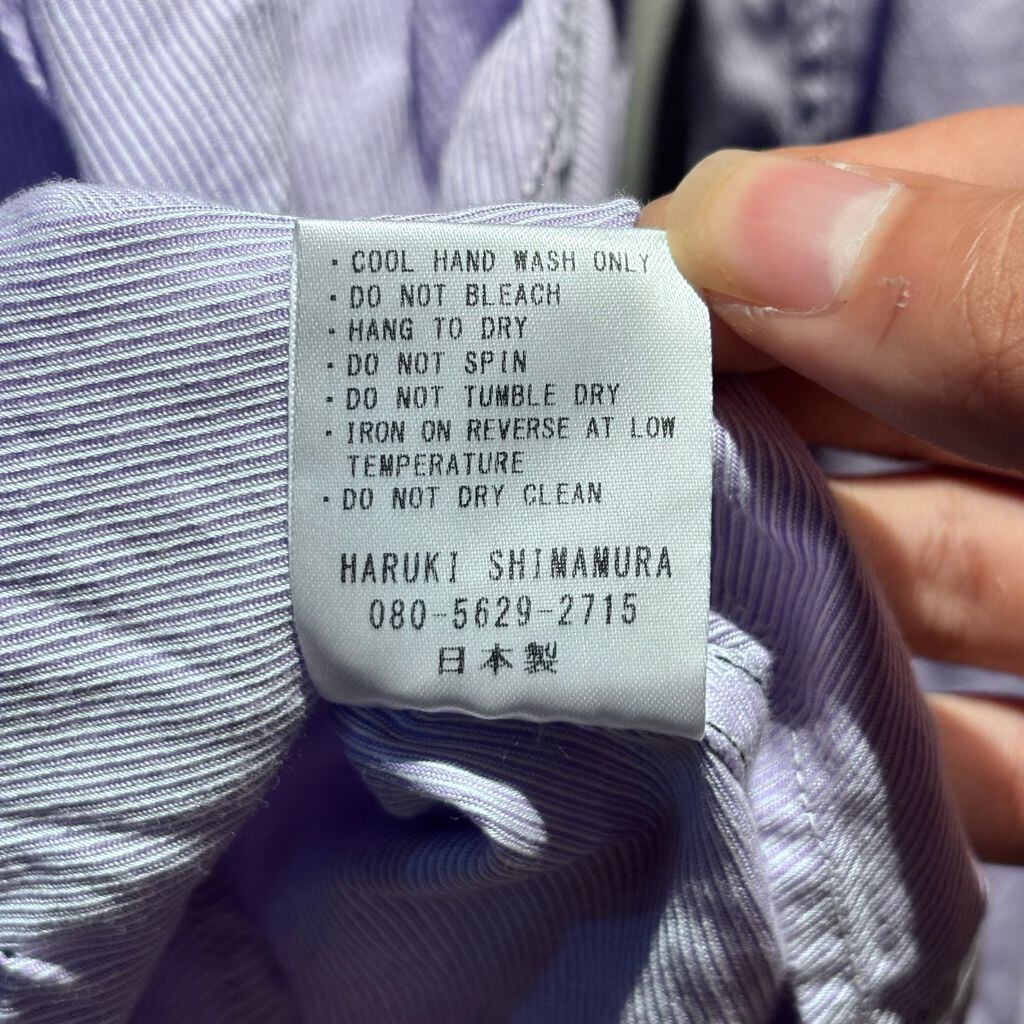 · COOL HAND WASH ONLY
· DO NOT BLEACH
· HANG TO DRY
· DO NOT SPIN
· DO NOT TUMBLE DRY
· IRON ON REVERSE AT LOW
TEMPERATURE
· DO NOT DRY CLEAN
HARUKI SHIMAMURA
080-5629-2715
日本製